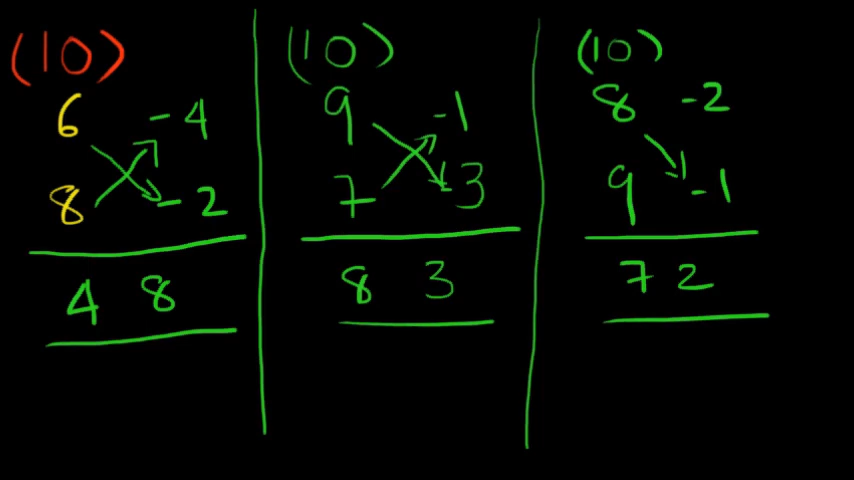 (10)
6 - 4
8 - 2
4 8
(10)
9 - 1
7 - 3
8 3
(10)
8 - 2
9 - 1
7 2